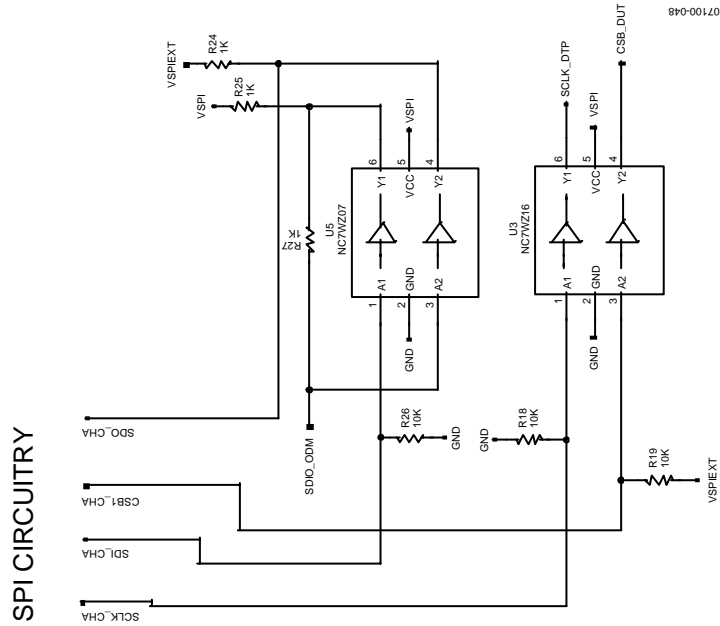 SPI CIRCUITRY
SCLK_CHA
SDI_CHA
CSB1_CHA
SDO_CHA
VSPIEXT
R24
1K
VSPI
R25
1K
R27
1K
SDIO_ODM
U5
NC7WZ07
1
A1
Y1
6
2
GND
VCC
5
3
A2
Y2
4
GND
VSPI
R26
10K
GND
GND
R18
10K
U3
NC7WZ16
1
A1
Y1
6
2
GND
VCC
5
3
A2
Y2
4
GND
VSPI
SCLK_DTP
CSB_DUT
R19
10K
VSPIEXT
07100-048